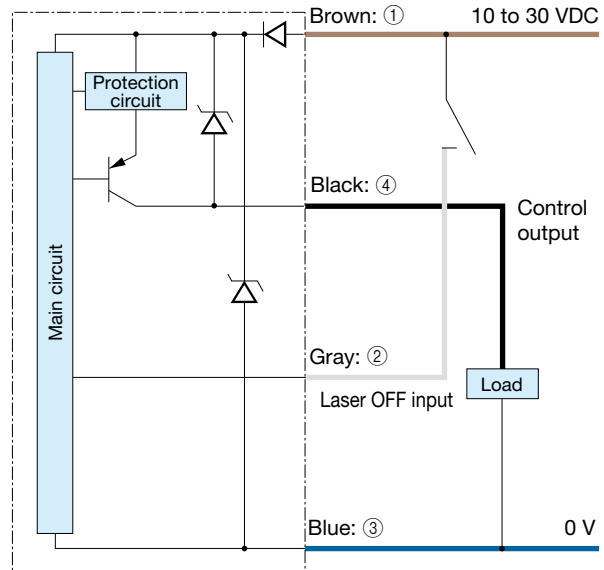 Brown: ① 10 to 30 VDC
Protection
circuit
Black: ④
Control
output
Main circuit
Gray: ②
Laser OFF input
Load
Blue: ③ 0 V